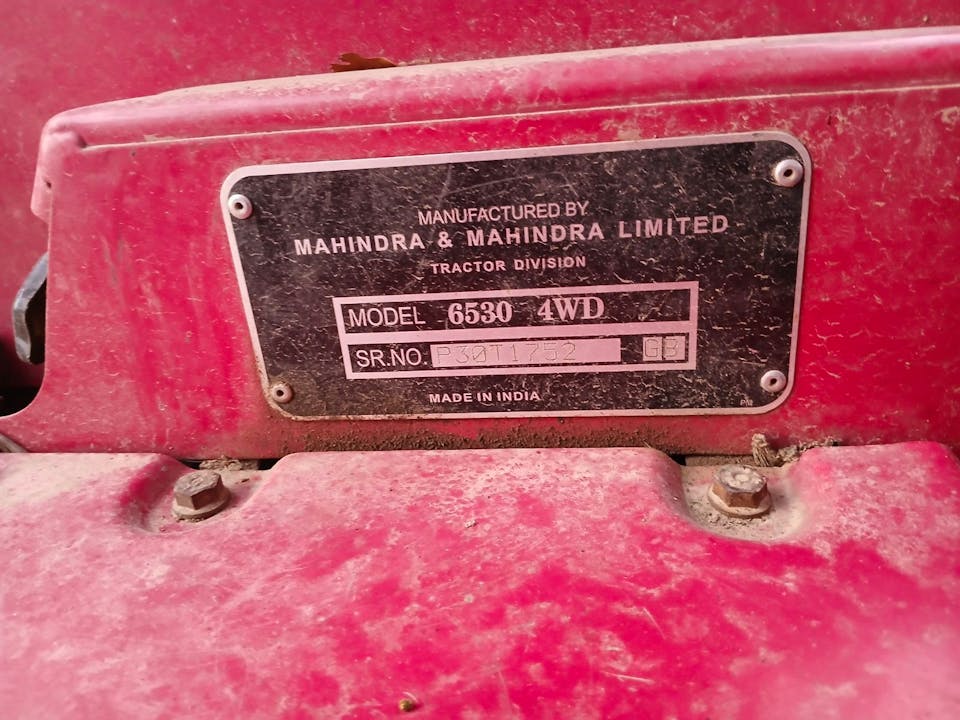 MANUFACTURED BY
MAHINDRA & MAHINDRA LIMITED
TRACTOR DIVISION
MODEL 6530 4WD
SR.NO. P30T1752 GB
MADE IN INDIA